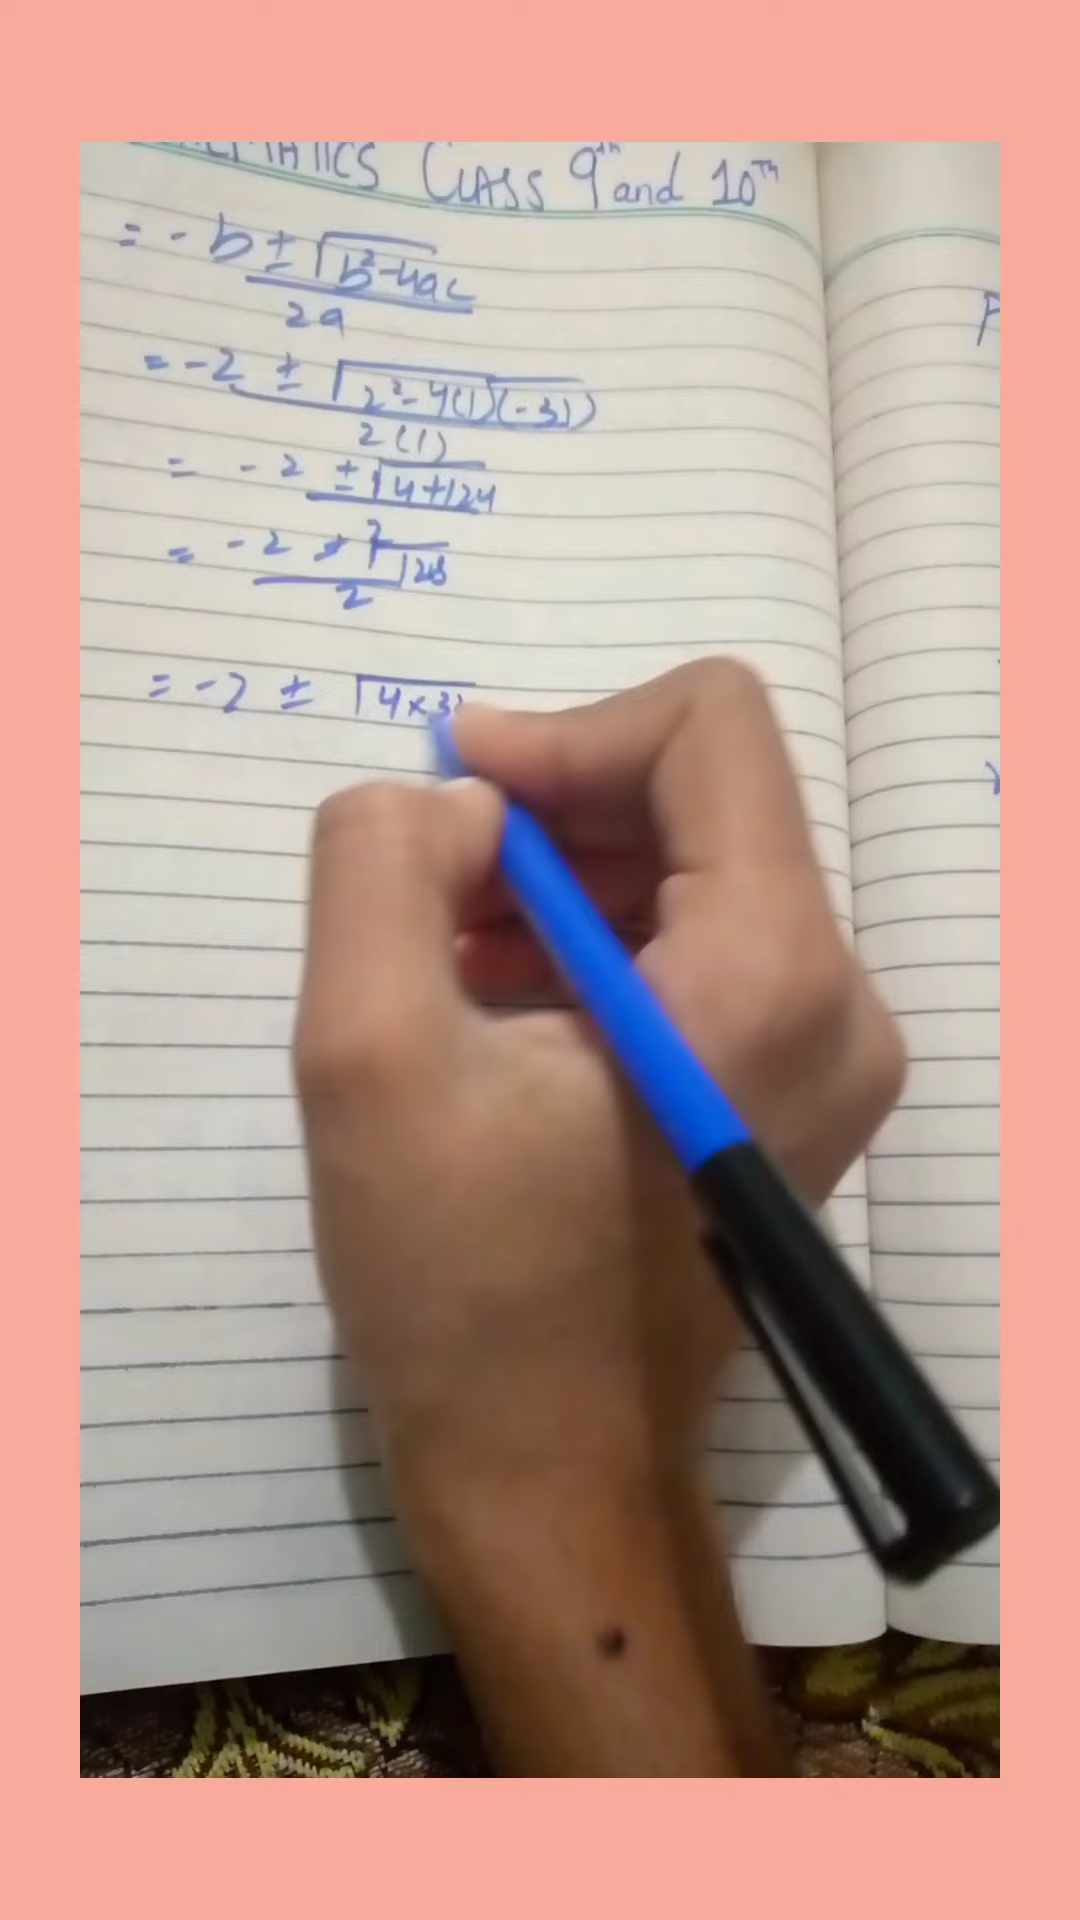 CLASS 9th and 10TH
= - b ± √b²-4ac
2a
= -2 ± √2²-4(1)(-31)
2(1)
= -2 ± √4+124
= -2 ± √128
2
= -2 ± √4×3